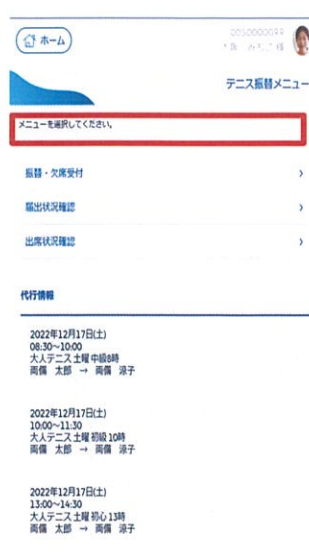 ホーム
テニス振替メニュー
メニューを選択してください。
振替・欠席受付
届出状況確認
出席状況確認
代行情報
2022年12月17日(土)
08:30～10:00
大人テニス 土曜 中級8時
両備 太郎 → 両備 涼子
2022年12月17日(土)
10:00～11:30
大人テニス 土曜 初級 10時
両備 太郎 → 両備 涼子
2022年12月17日(土)
13:00～14:30
大人テニス 土曜 初心 13時
両備 太郎 → 両備 涼子